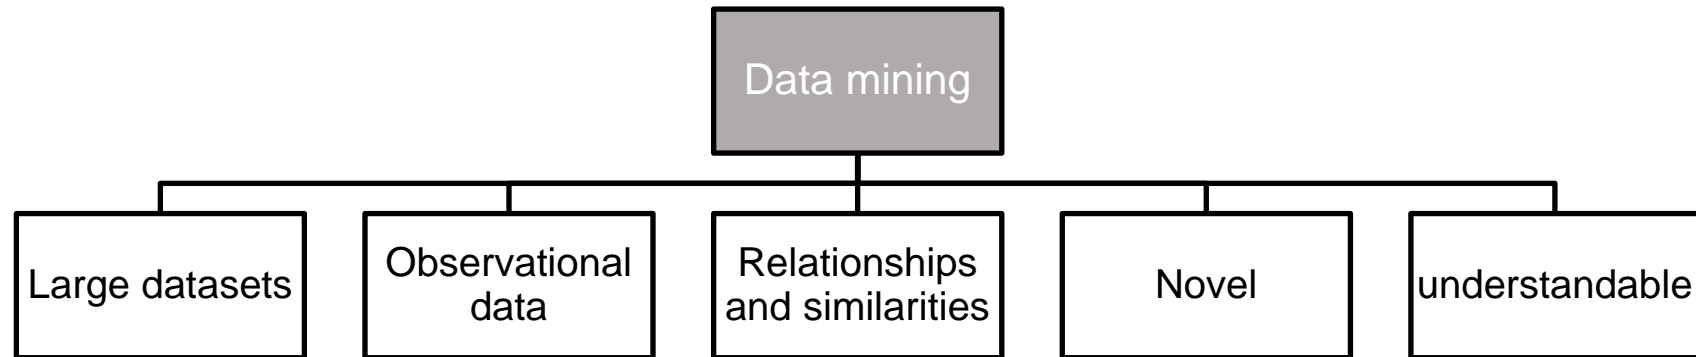 Data mining
Large datasets
Observational
data
Relationships
and similarities
Novel
understandable